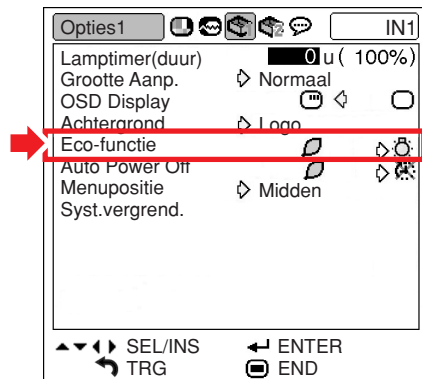 Opties1 IN1
Lamptimer(duur) 0 u ( 100%)
Grootte Aanp. Normaal
OSD Display
Achtergrond Logo
Eco-functie
Auto Power Off
Menupositie Midden
Syst.vergrend.
SEL/INS ENTER
TRG END